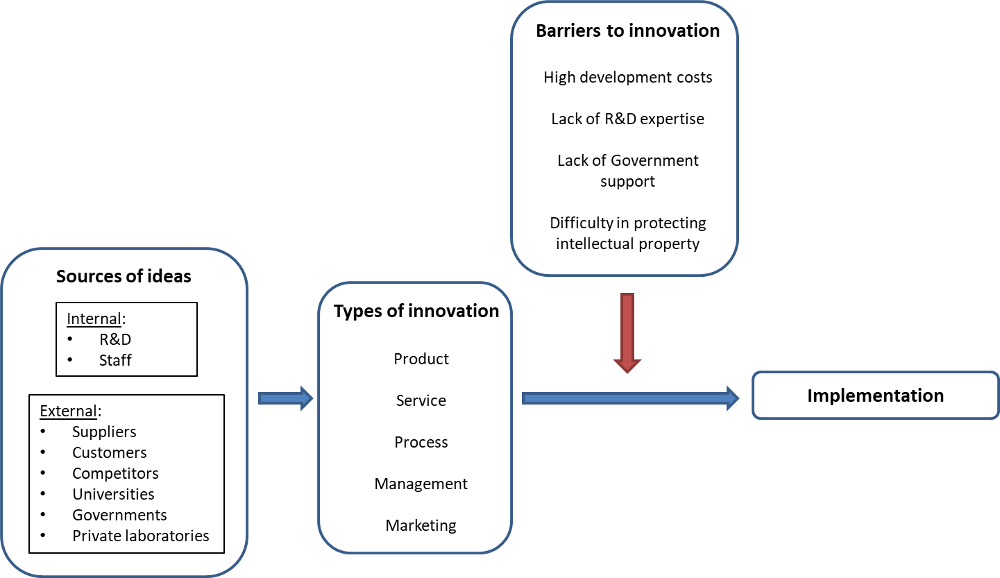 Barriers to innovation
High development costs
Lack of R&D expertise
Lack of Government
support
Difficulty in protecting
intellectual property
Sources of ideas
Internal:
• R&D
• Staff
External:
• Suppliers
• Customers
• Competitors
• Universities
• Governments
• Private laboratories
Types of innovation
Product
Service
Process
Management
Marketing
Implementation